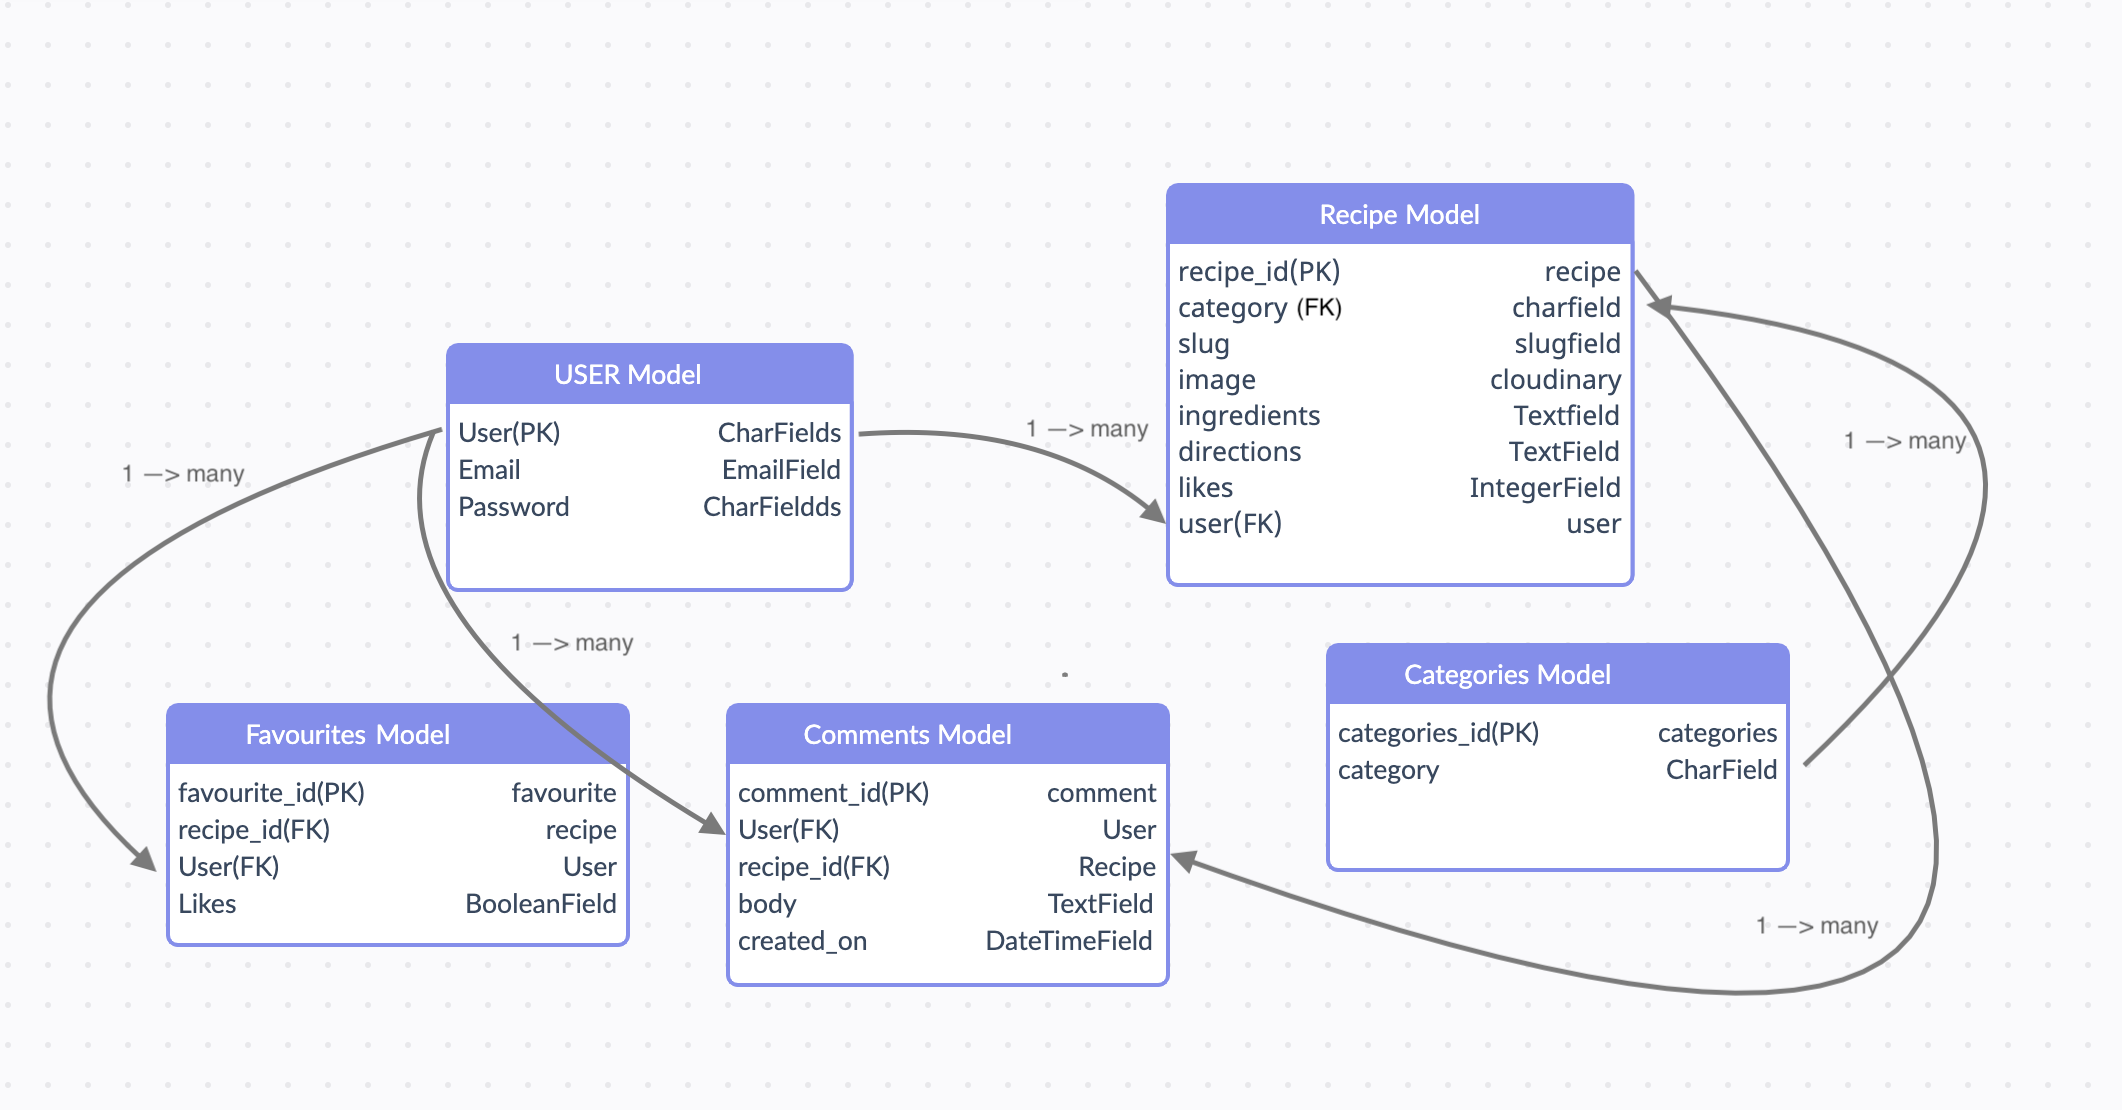 Recipe Model
recipe_id(PK) recipe
category (FK) charfield
slug slugfield
image cloudinary
ingredients Textfield
directions TextField
likes IntegerField
user(FK) user
USER Model
User(PK) CharFields
Email EmailField
Password CharFieldds
1 —> many
1 —> many
1 —> many
1 —> many
Favourites Model
favourite_id(PK) favourite
recipe_id(FK) recipe
User(FK) User
Likes BooleanField
Comments Model
comment_id(PK) comment
User(FK) User
recipe_id(FK) Recipe
body TextField
created_on DateTimeField
Categories Model
categories_id(PK) categories
category CharField
1 —> many